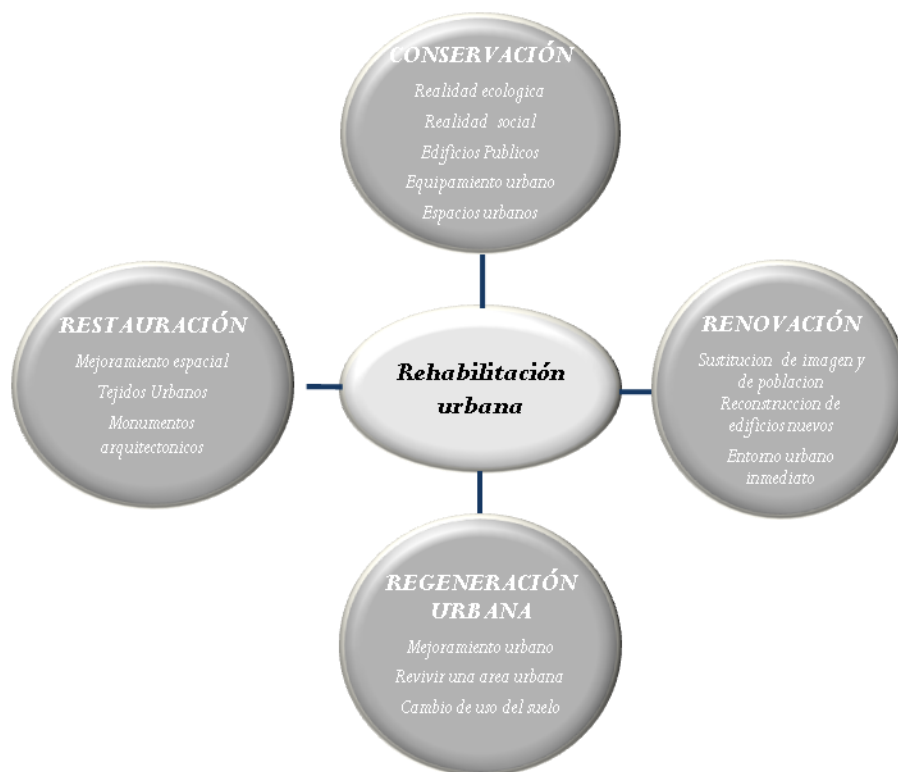 CONSERVACIÓN
Realidad ecologica
Realidad social
Edificios Publicos
Equipamiento urbano
Espacios urbanos
RESTAURACIÓN
Mejoramiento espacial
Tejidos Urbanos
Monumentos
arquitectonicos
Rehabilitación
urbana
RENOVACIÓN
Sustitucion de imagen y
de poblacion
Reconstruccion de
edificios nuevos
Entorno urbano
inmediato
REGENERACIÓN
URBANA
Mejoramiento urbano
Revivir una area urbana
Cambio de uso del suelo